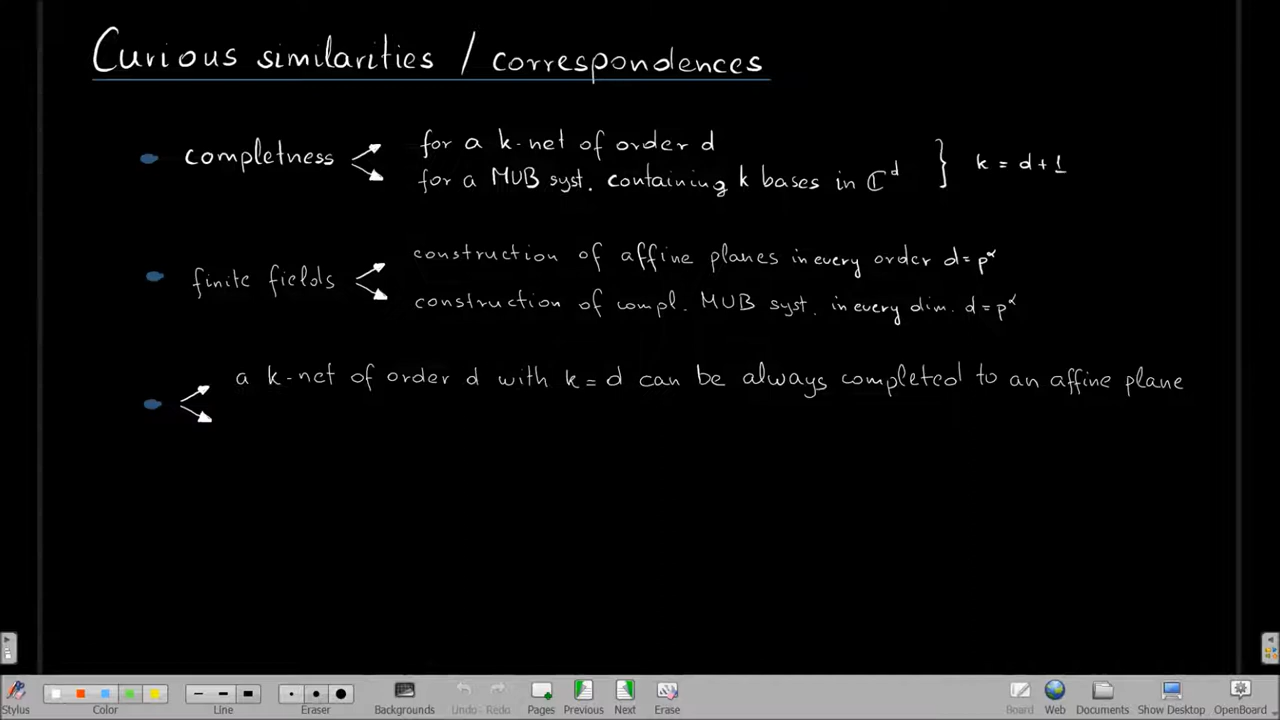 Curious similarities / correspondences
completness
for a k-net of order d
for a MUB syst. containing k bases in ℂᵈ
} k = d+1
finite fields
construction of affine planes in every order d=pᵅ
construction of compl. MUB syst. in every dim. d=pᵅ
a k-net of order d with k=d can be always completed to an affine plane
Stylus Color Line Eraser Backgrounds Undo - Redo Pages Previous Next Erase Board Web Documents Show Desktop OpenBoard